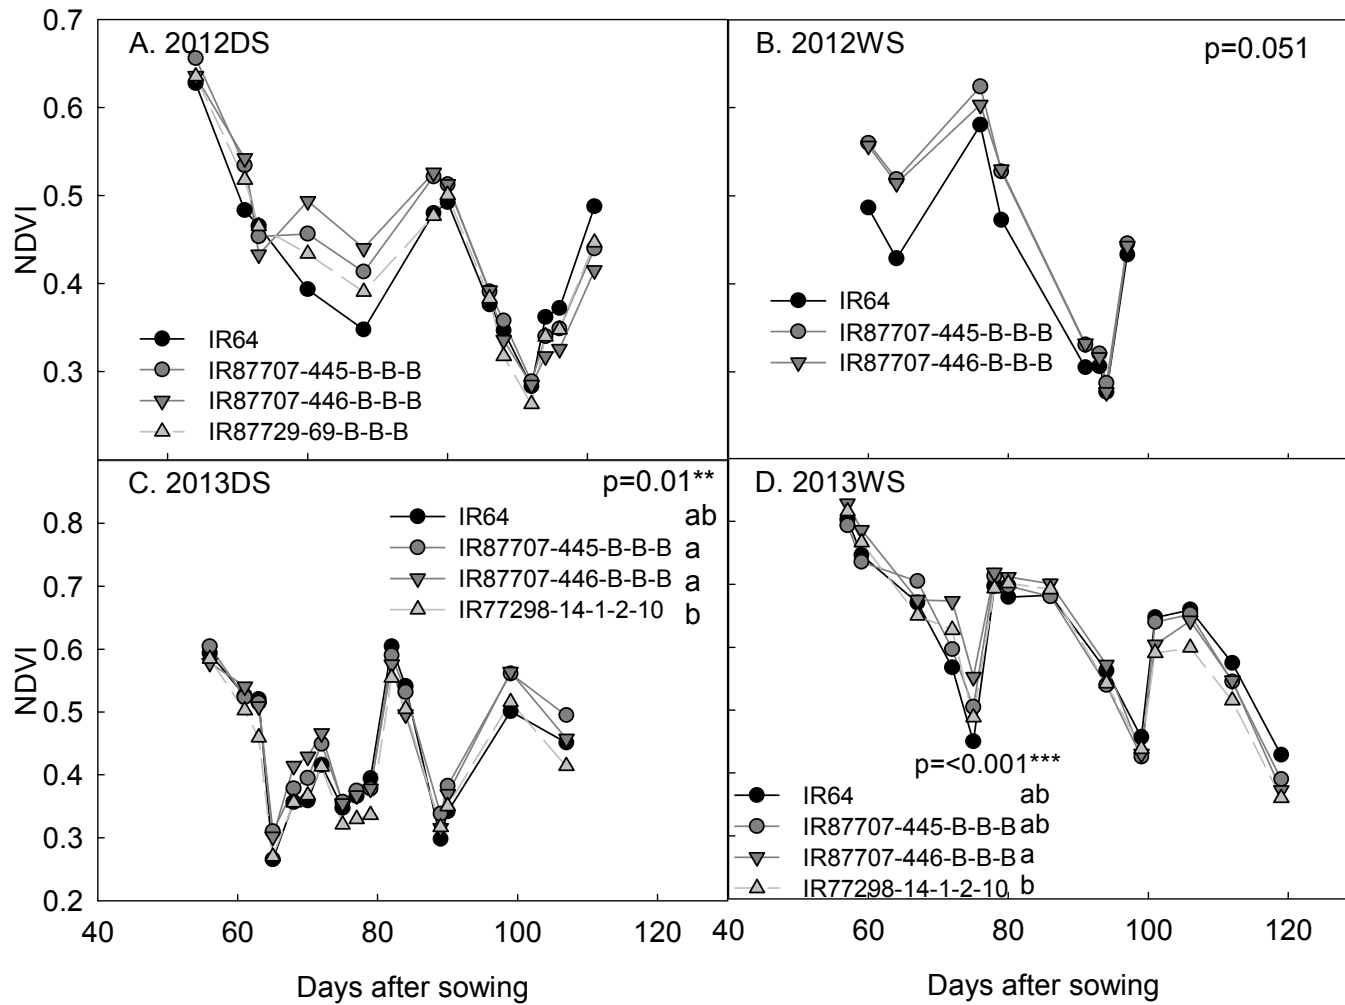 A. 2012DS
B. 2012WS
p=0.051
0.7
0.6
0.5
0.4
0.3
NDVI
IR64
IR87707-445-B-B-B
IR87707-446-B-B-B
IR87729-69-B-B-B
IR64
IR87707-445-B-B-B
IR87707-446-B-B-B
C. 2013DS
p=0.01**
IR64 ab
IR87707-445-B-B-B a
IR87707-446-B-B-B a
IR77298-14-1-2-10 b
D. 2013WS
p=<0.001***
IR64 ab
IR87707-445-B-B-B ab
IR87707-446-B-B-B a
IR77298-14-1-2-10 b
0.8
0.7
0.6
0.5
0.4
0.3
0.2
NDVI
40 60 80 100 120
40 60 80 100 120
Days after sowing
Days after sowing